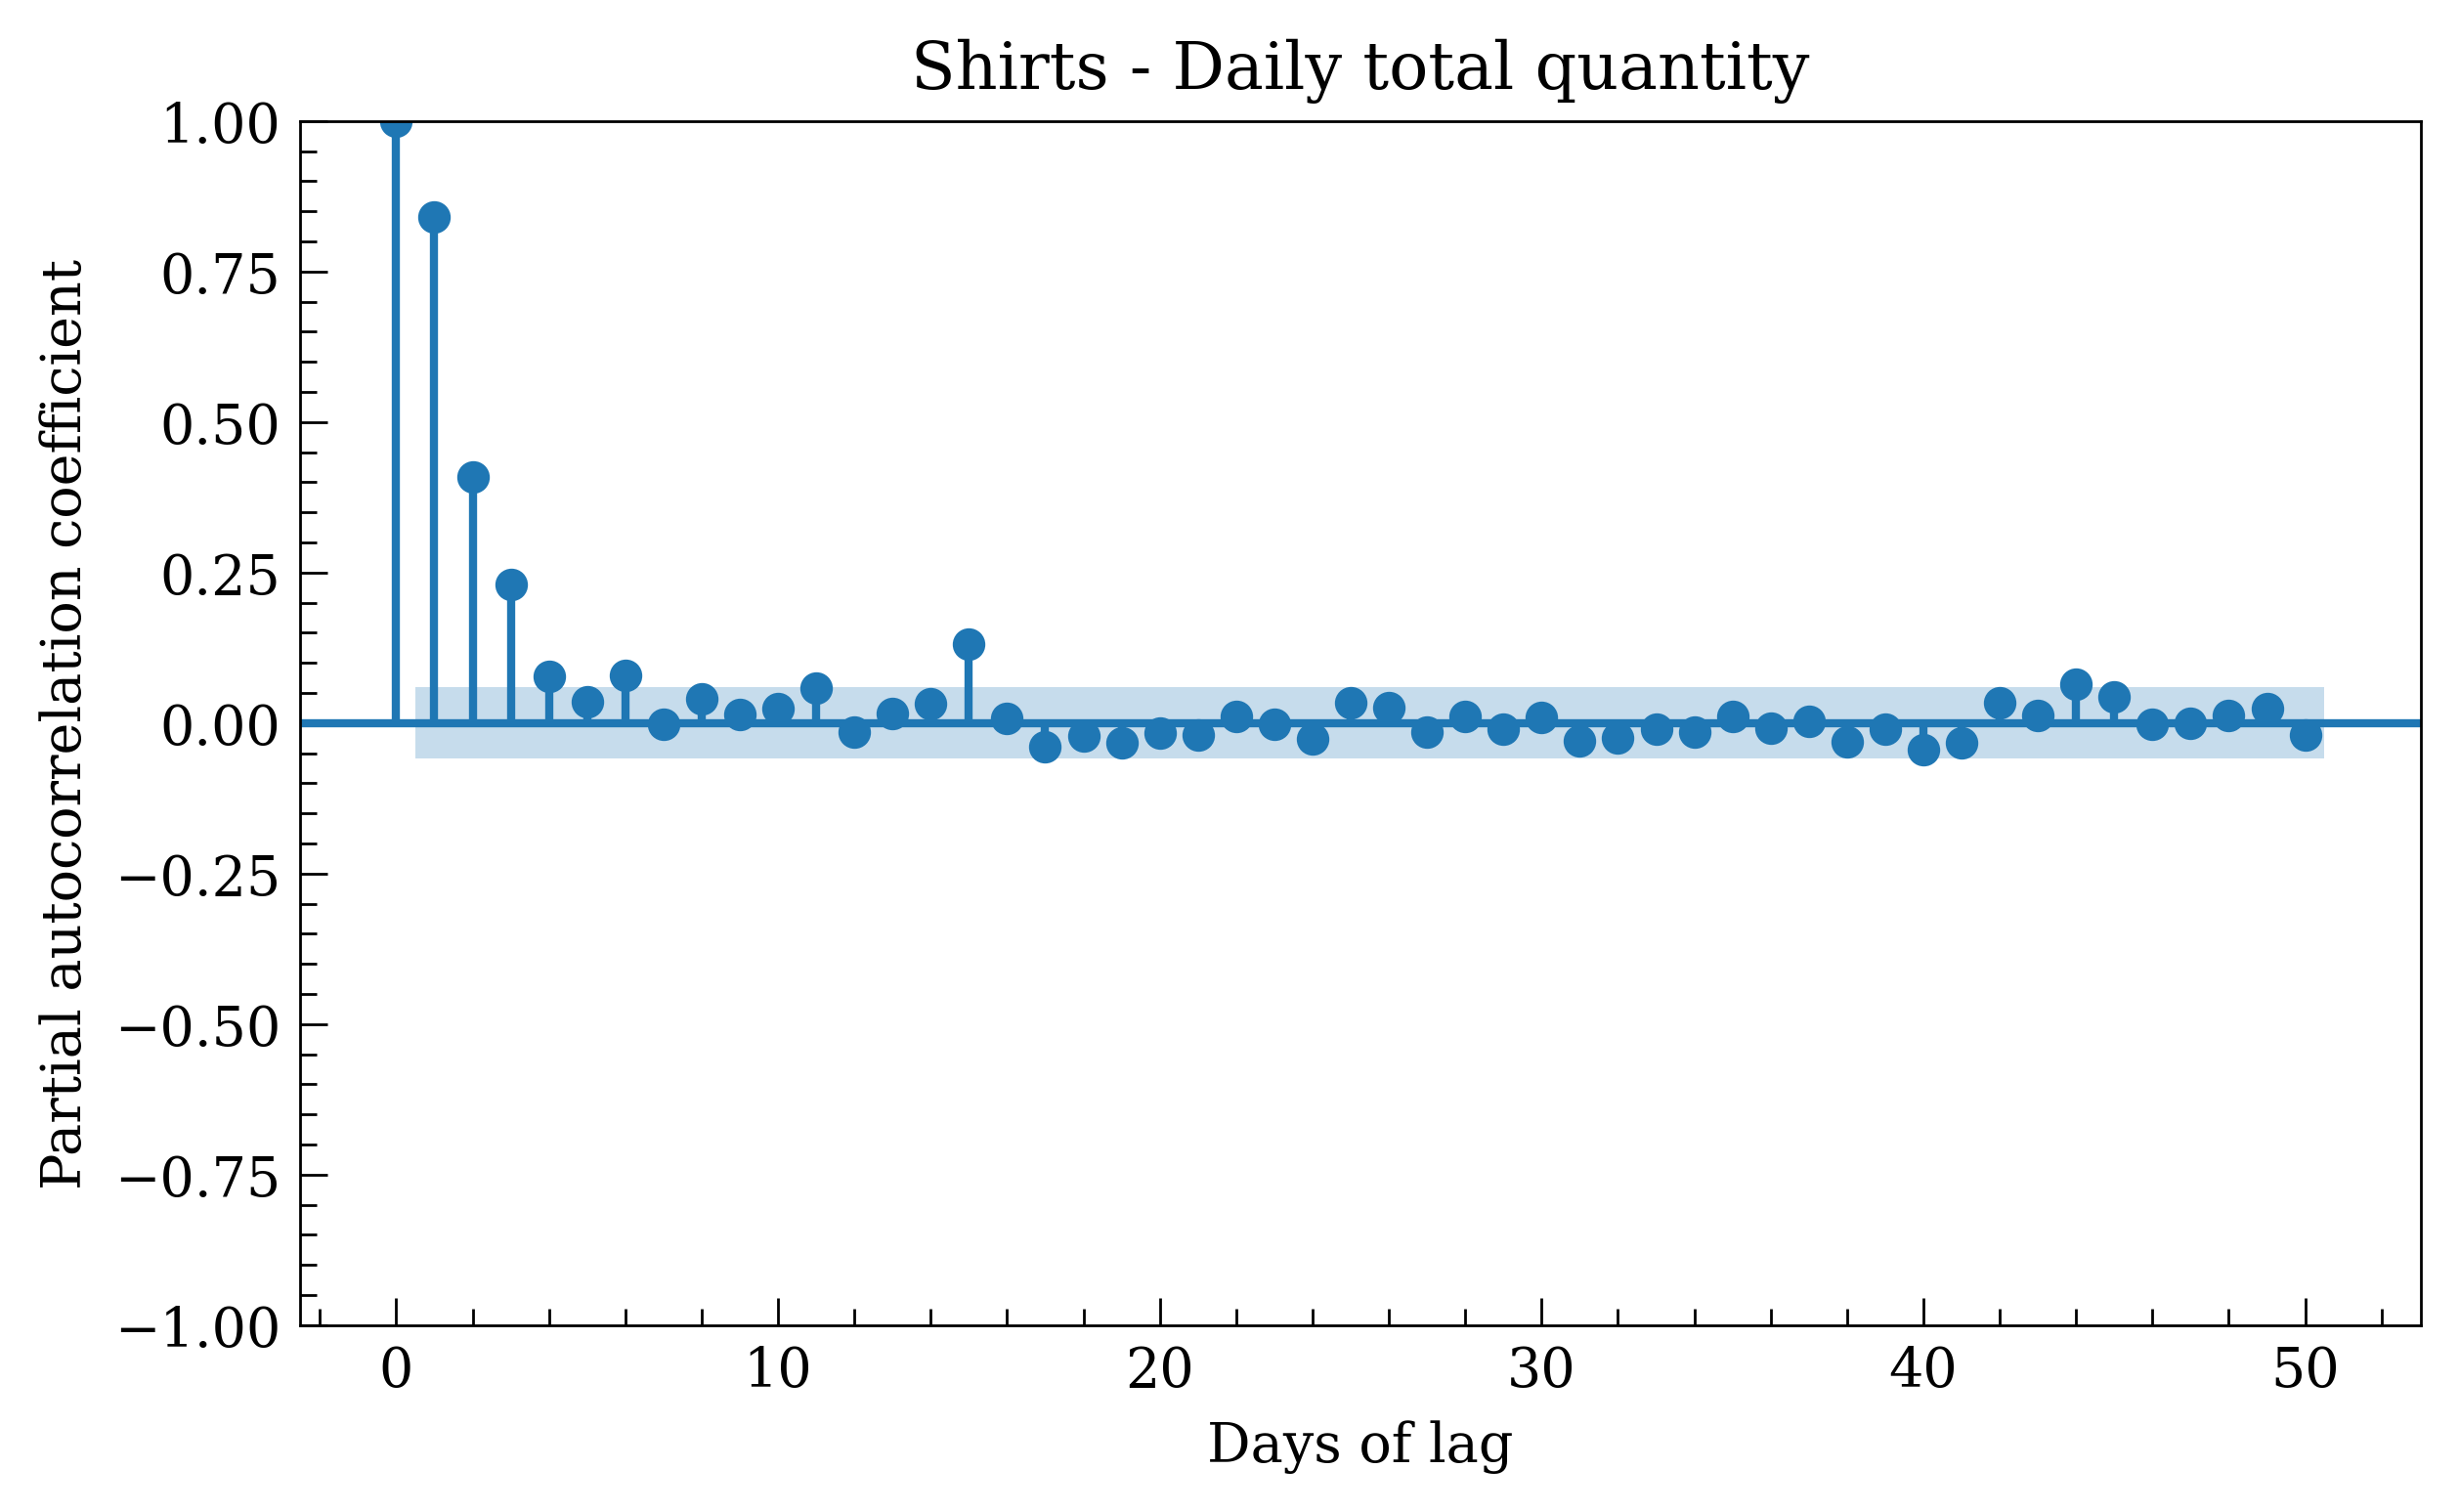 Shirts - Daily total quantity
Partial autocorrelation coefficient
1.00
0.75
0.50
0.25
0.00
−0.25
−0.50
−0.75
−1.00
0 10 20 30 40 50
Days of lag